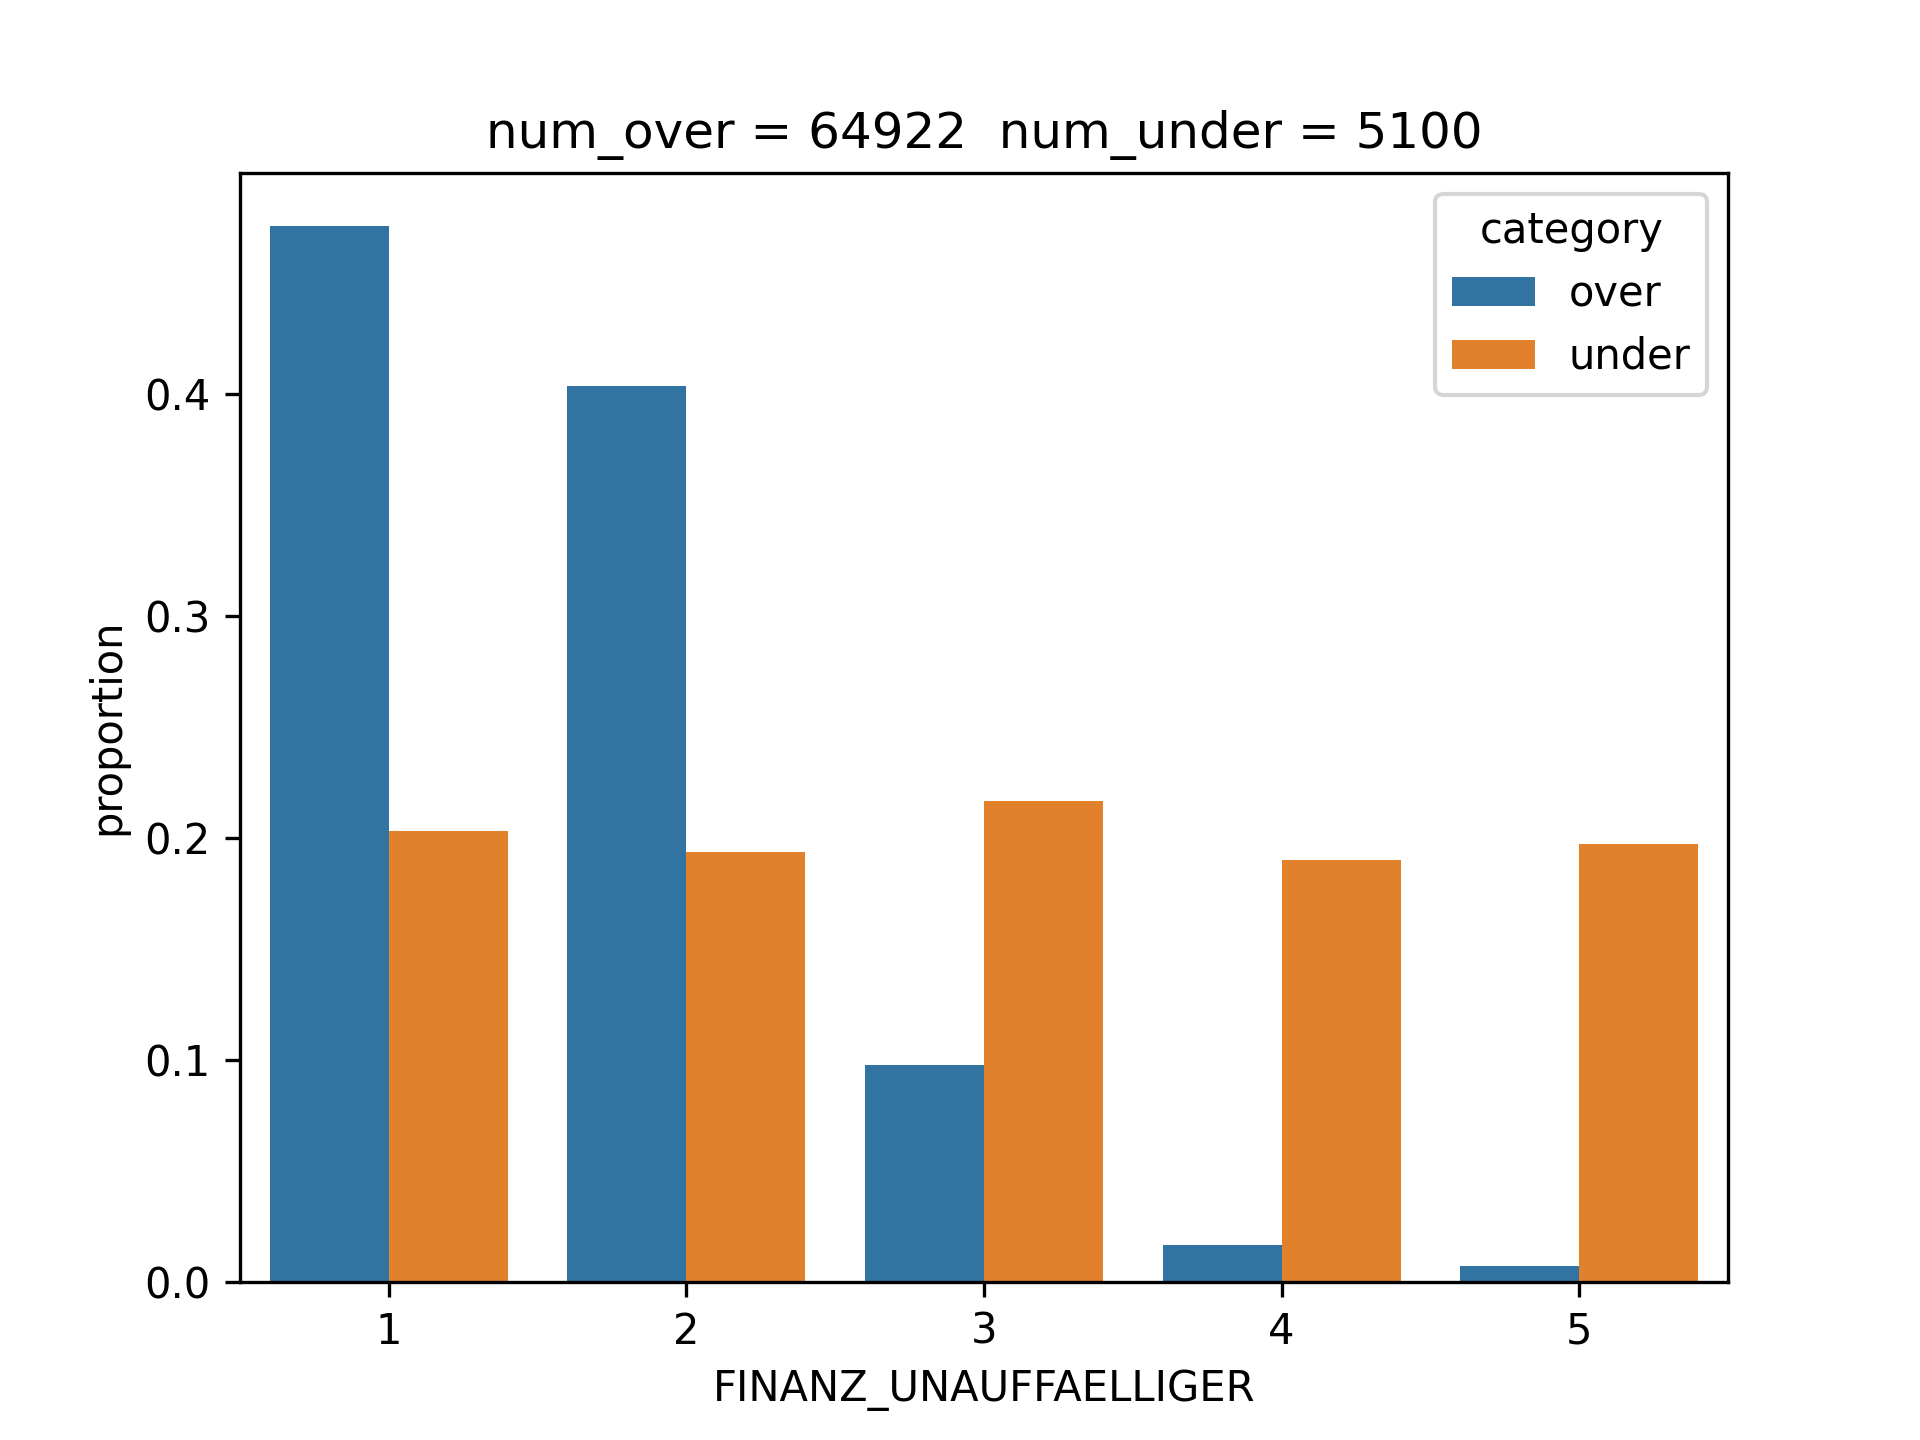 num_over = 64922  num_under = 5100
category
over
under
proportion
0.4
0.3
0.2
0.1
0.0
1 2 3 4 5
FINANZ_UNAUFFAELLIGER